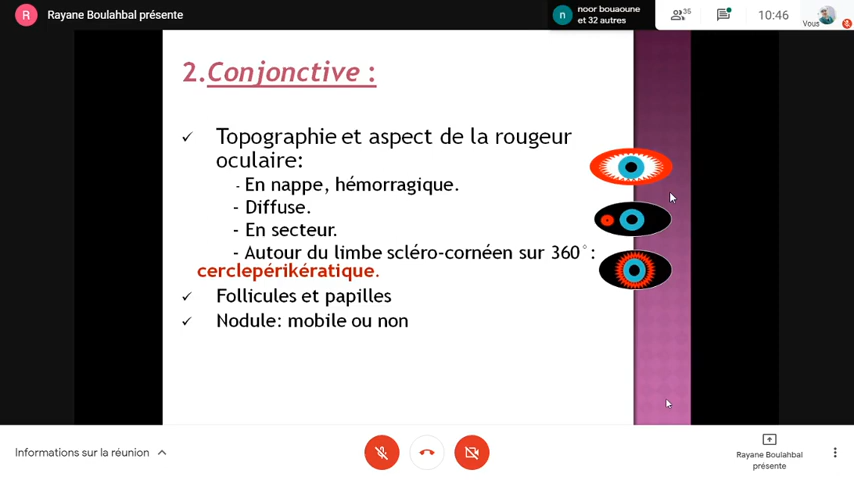 R Rayane Boulahbal présente
n noor bouaoune
et 32 autres
35
10:46
Vous
2.Conjonctive :
✓ Topographie et aspect de la rougeur
oculaire:
- En nappe, hémorragique.
- Diffuse.
- En secteur.
- Autour du limbe scléro-cornéen sur 360°:
cerclepérikératique.
✓ Follicules et papilles
✓ Nodule: mobile ou non
Informations sur la réunion
Rayane Boulahbal
présente